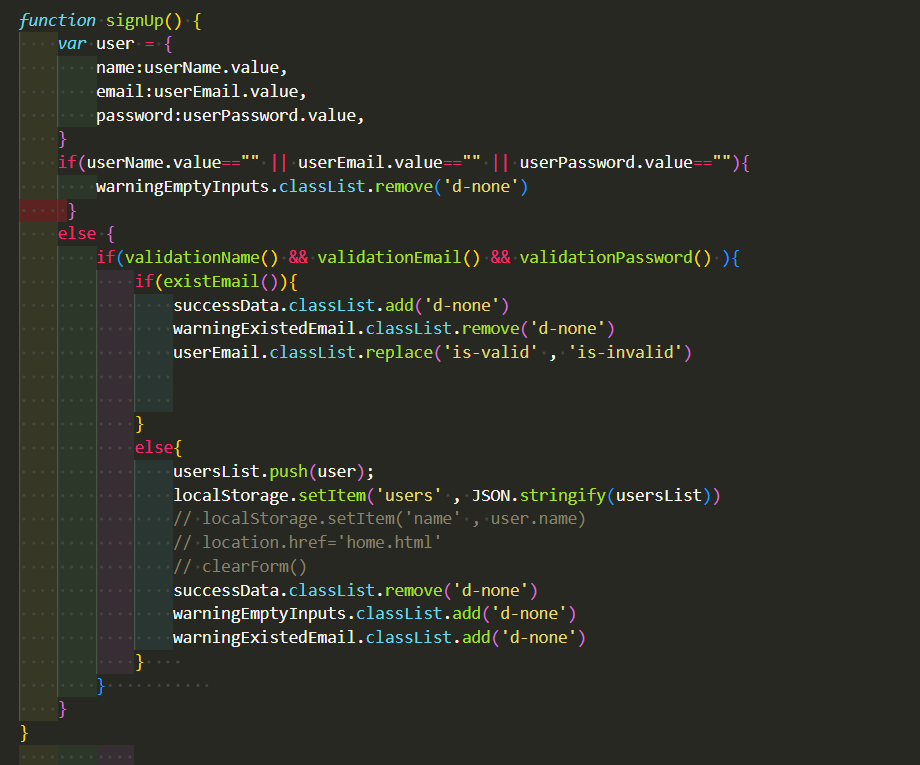 function signUp() {
    var user = {
        name:userName.value,
        email:userEmail.value,
        password:userPassword.value,
    }
    if(userName.value=="" || userEmail.value=="" || userPassword.value==""){
        warningEmptyInputs.classList.remove('d-none')
     }
    else {
        if(validationName() && validationEmail() && validationPassword() ){
            if(existEmail()){
                successData.classList.add('d-none')
                warningExistedEmail.classList.remove('d-none')
                userEmail.classList.replace('is-valid' , 'is-invalid')
            }
            else{
                usersList.push(user);
                localStorage.setItem('users' , JSON.stringify(usersList))
                // localStorage.setItem('name' , user.name)
                // location.href='home.html'
                // clearForm()
                successData.classList.remove('d-none')
                warningEmptyInputs.classList.add('d-none')
                warningExistedEmail.classList.add('d-none')
            }
        }
    }
}